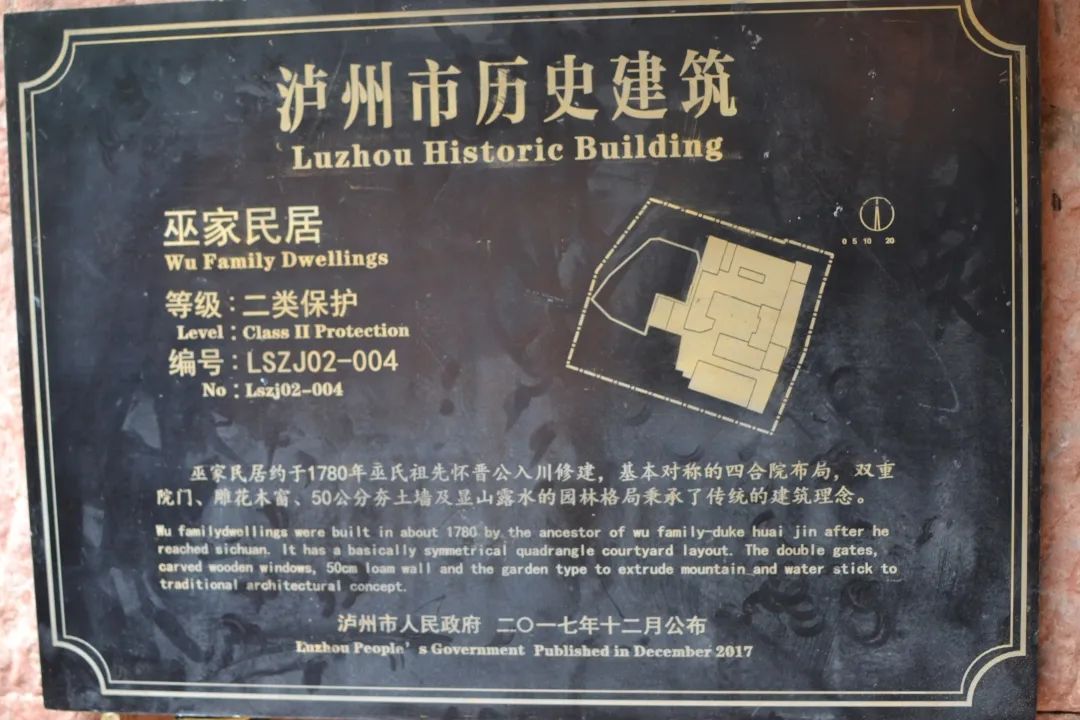 泸州市历史建筑
Luzhou Historic Building
巫家民居
Wu Family Dwellings
等级：二类保护
Level：Class II Protection
编号：LSZJ02-004
No：Lszj02-004
0 5 10 20
巫家民居约于1780年巫氏祖先怀晋公入川修建，基本对称的四合院布局，双重
院门、雕花木窗、50公分夯土墙及显山露水的园林格局秉承了传统的建筑理念。
Wu familydwellings were built in about 1780 by the ancestor of wu family-duke huai jin after he
reached sichuan. It has a basically symmetrical quadrangle courtyard layout. The double gates,
carved wooden windows, 50cm loam wall and the garden type to extrude mountain and water stick to
traditional architectural concept.
泸州市人民政府 二〇一七年十二月公布
Luzhou People's Government Published in December 2017